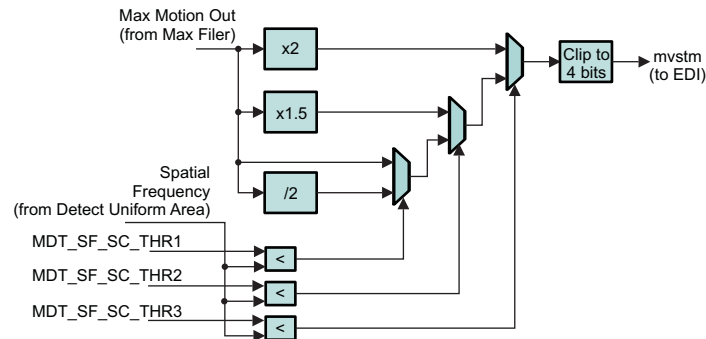 Max Motion Out
(from Max Filer)
x2
Clip to
4 bits
mvstm
(to EDI)
x1.5
Spatial
Frequency
(from Detect Uniform Area)
/2
MDT_SF_SC_THR1
<
MDT_SF_SC_THR2
<
MDT_SF_SC_THR3
<